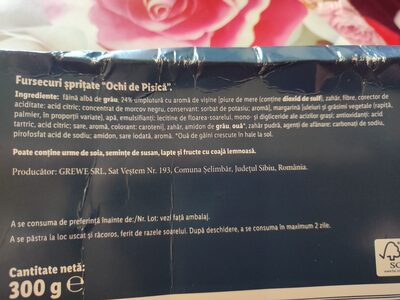 Fursecuri sprițate "Ochi de Pisică".
Ingrediente: făină albă de grâu, 24% umplutură cu aromă de vișine [piure de mere (conține dioxid de sulf), zahăr, fibre, corector de
aciditate: acid citric; concentrat de morcov negru, conservant: sorbat de potasiu; aromă], margarină [uleiuri și grăsimi vegetale (rapiță,
palmier, în proporții variate), apă, emulsifianți: lecitine de floarea-soarelui, mono- și digliceride ale acizilor grași; antioxidanți: acid
tartric, acid citric; sare, aromă, colorant: caroteni], zahăr, amidon de grâu, ouă*, zahăr pudră, agenți de afânare: carbonați de sodiu,
pirofosfat acid de sodiu; amidon, sare iodată, aromă. *Ouă de găini crescute în hale la sol.
Poate conține urme de soia, semințe de susan, lapte și fructe cu coajă lemnoasă.
Producător: GREWE SRL, Sat Veștem Nr. 193, Comuna Șelimbăr, Județul Sibiu, România.
A se consuma de preferință înainte de:/Nr. Lot: vezi față ambalaj.
A se păstra la loc uscat și răcoros, ferit de razele soarelui. După deschidere, a se consuma în maximum 2 zile.
Cantitate netă:
300 g e